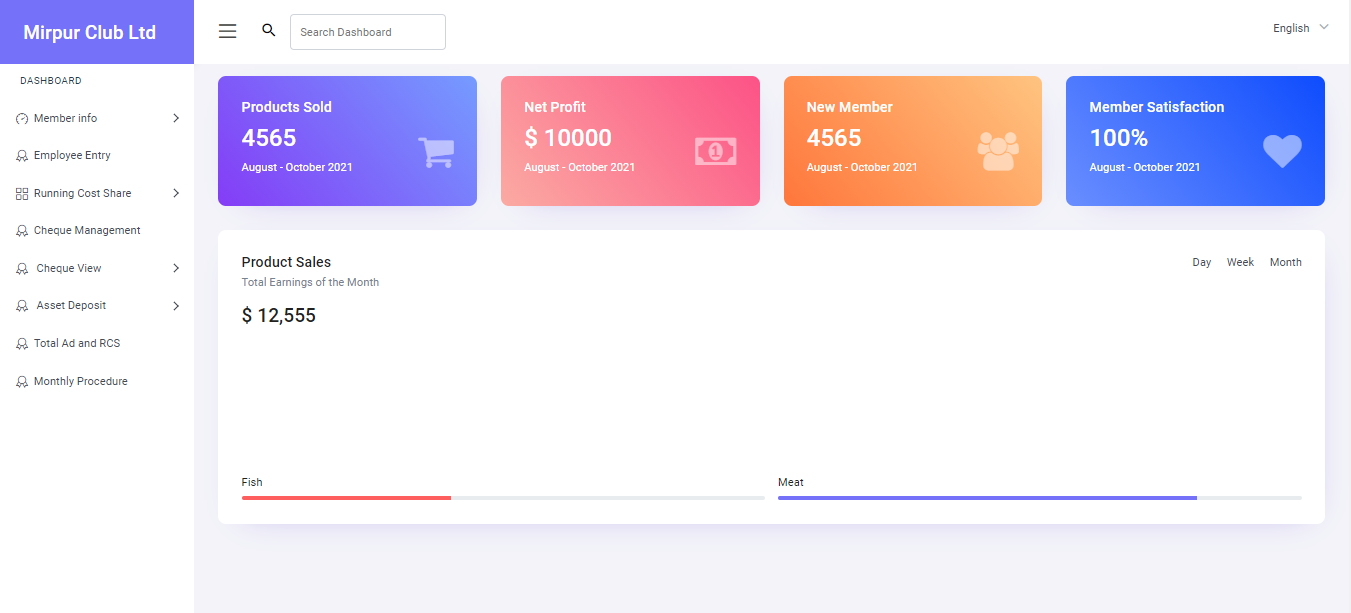 Mirpur Club Ltd
Search Dashboard
English
DASHBOARD
Member info
Employee Entry
Running Cost Share
Cheque Management
Cheque View
Asset Deposit
Total Ad and RCS
Monthly Procedure
Products Sold
4565
August - October 2021
Net Profit
$ 10000
August - October 2021
1
New Member
4565
August - October 2021
Member Satisfaction
100%
August - October 2021
Product Sales
Day Week Month
Total Earnings of the Month
$ 12,555
Fish
Meat